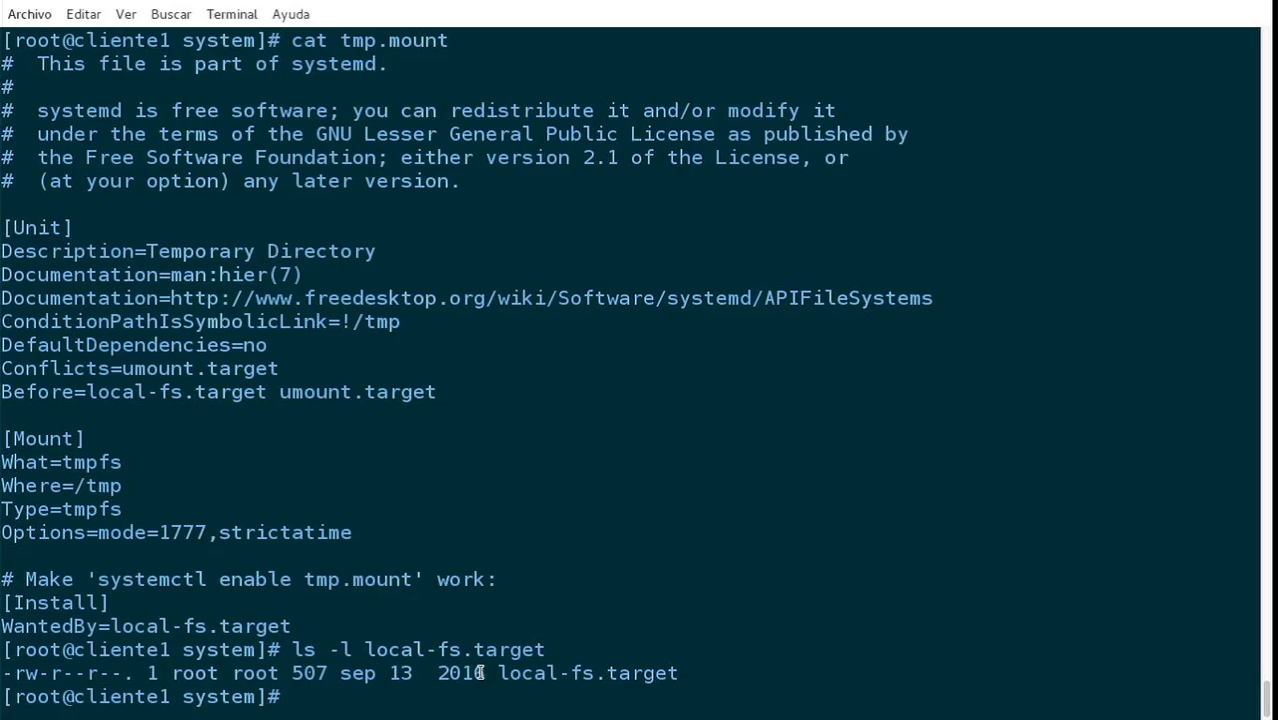 Archivo Editar Ver Buscar Terminal Ayuda
[root@cliente1 system]# cat tmp.mount
#  This file is part of systemd.
#
#  systemd is free software; you can redistribute it and/or modify it
#  under the terms of the GNU Lesser General Public License as published by
#  the Free Software Foundation; either version 2.1 of the License, or
#  (at your option) any later version.
[Unit]
Description=Temporary Directory
Documentation=man:hier(7)
Documentation=http://www.freedesktop.org/wiki/Software/systemd/APIFileSystems
ConditionPathIsSymbolicLink=!/tmp
DefaultDependencies=no
Conflicts=umount.target
Before=local-fs.target umount.target
[Mount]
What=tmpfs
Where=/tmp
Type=tmpfs
Options=mode=1777,strictatime
# Make 'systemctl enable tmp.mount' work:
[Install]
WantedBy=local-fs.target
[root@cliente1 system]# ls -l local-fs.target
-rw-r--r--. 1 root root 507 sep 13 local-fs.target
[root@cliente1 system]#